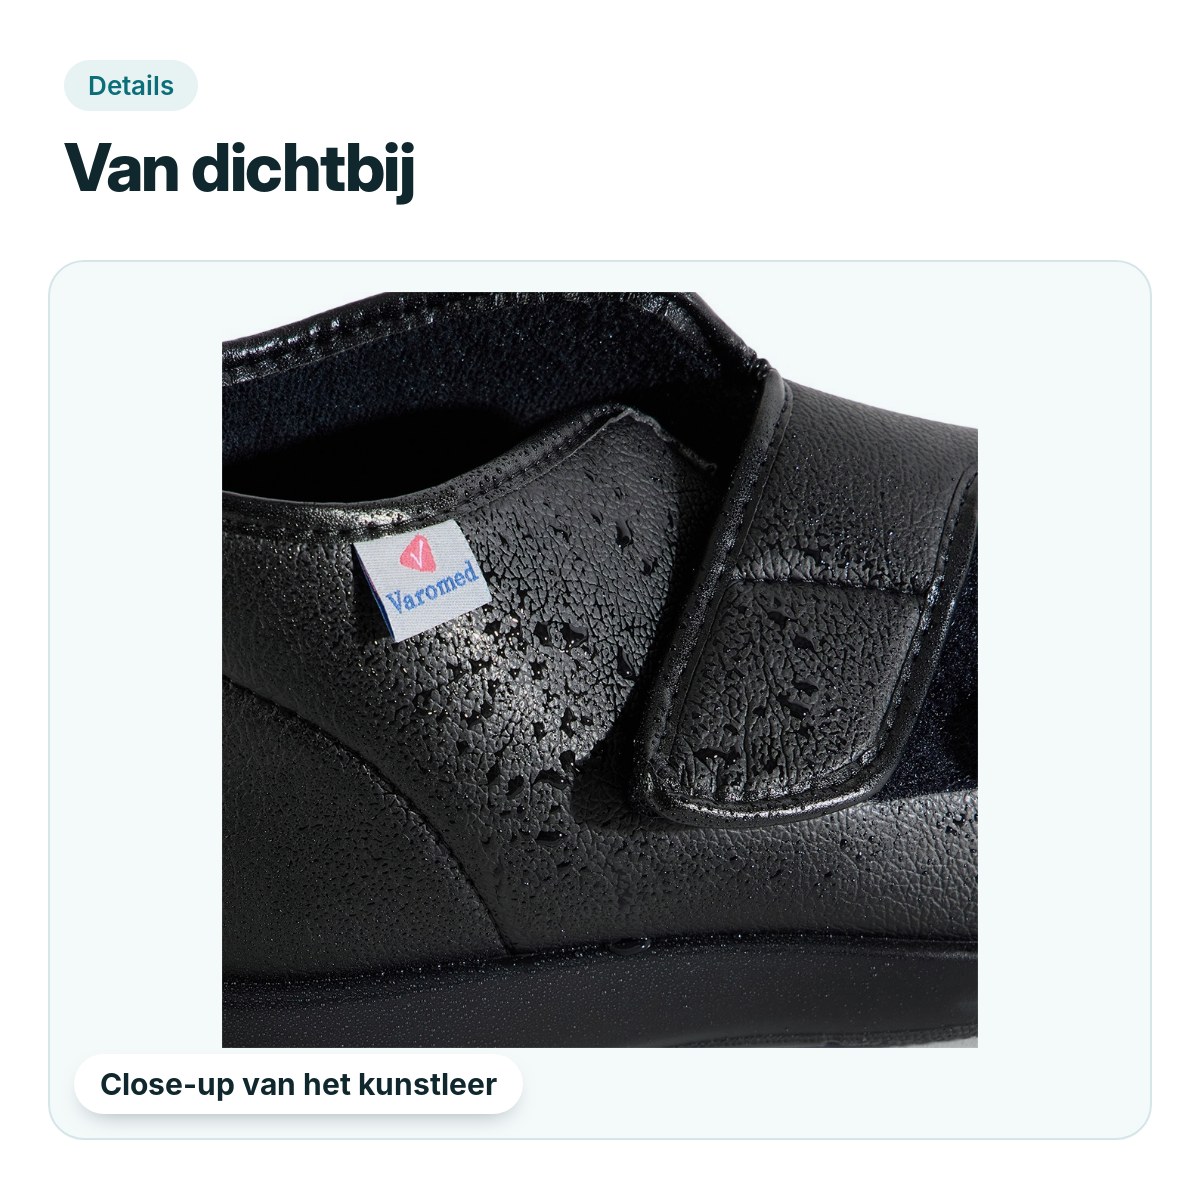 Details
Van dichtbij
Varomed
Close-up van het kunstleer